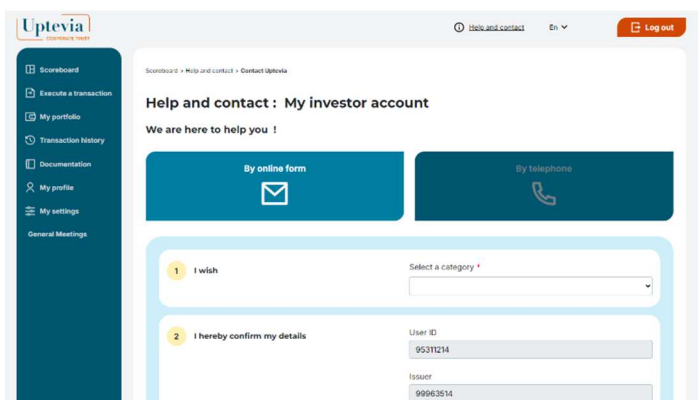 Uptevia
CORPORATE TRUST
Help and contact
En
Log out
Scoreboard
Execute a transaction
My portfolio
Transaction history
Documentation
My profile
My settings
General Meetings
Scoreboard > Help and contact > Contact Uptevia
Help and contact : My investor account
We are here to help you !
By online form
By telephone
1 I wish
Select a category *
2 I hereby confirm my details
User ID
95311214
Issuer
99963514